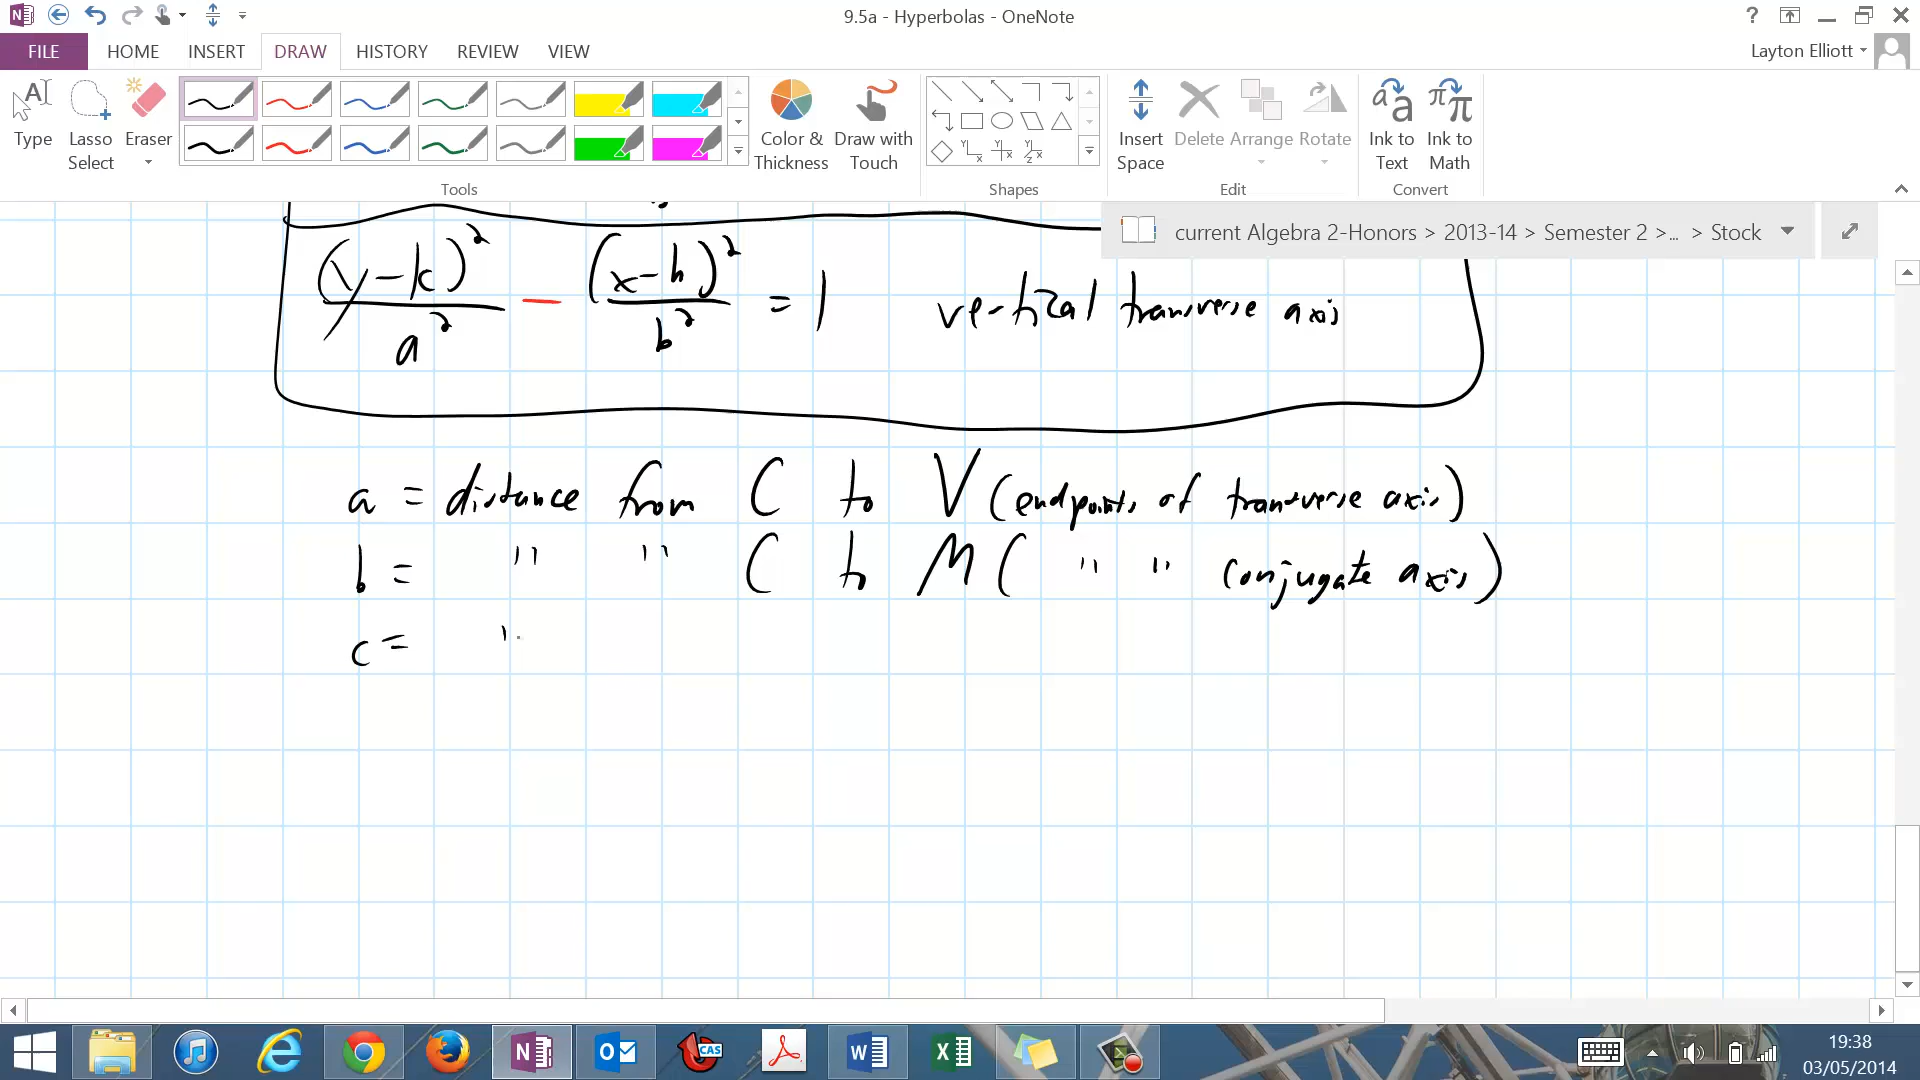 9.5a - Hyperbolas - OneNote
?
FILE HOME INSERT DRAW HISTORY REVIEW VIEW
Layton Elliott
Type
Lasso Select
Eraser
Color & Thickness
Draw with Touch
Insert Space
Delete Arrange Rotate
Ink to Text
Ink to Math
Tools Shapes Edit Convert
current Algebra 2-Honors > 2013-14 > Semester 2 >... > Stock
(y-k)²/a² - (x-h)²/b² = 1 vertical transverse axis
a = distance from C to V (endpoints of transverse axis)
b = " " C to M ( " " conjugate axis)
c = "
19:38
03/05/2014